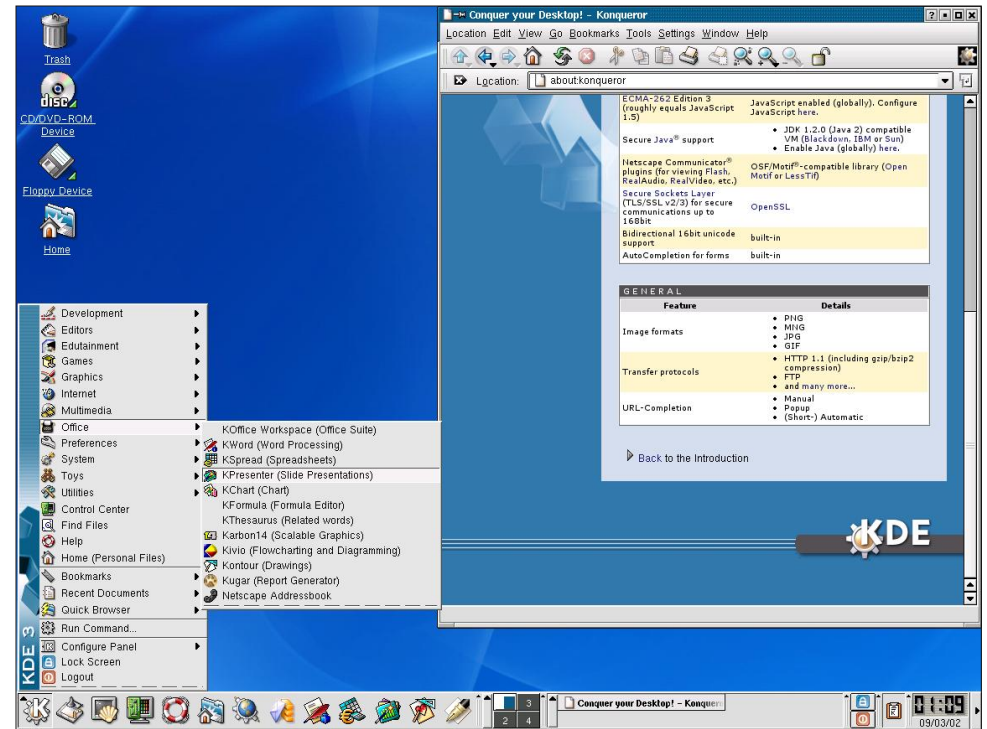 Trash
disc
CD/DVD-ROM
Device
Floppy Device
Home
Conquer your Desktop! - Konqueror
Location Edit View Go Bookmarks Tools Settings Window Help
Location: about:konqueror
ECMA-262 Edition 3
(roughly equals JavaScript
1.5)
JavaScript enabled (globally). Configure
JavaScript here.
Secure Java® support
JDK 1.2.0 (Java 2) compatible
VM (Blackdown, IBM or Sun)
Enable Java (globally) here.
Netscape Communicator®
plugins (for viewing Flash,
RealAudio, RealVideo, etc.)
OSF/Motif®-compatible library (Open
Motif or LessTif)
Secure Sockets Layer
(TLS/SSL v2/3) for secure
communications up to
168bit
OpenSSL
Bidirectional 16bit unicode
support
built-in
AutoCompletion for forms
built-in
GENERAL
Feature Details
Image formats
PNG
MNG
JPG
GIF
Transfer protocols
HTTP 1.1 (including gzip/bzip2
compression)
FTP
and many more...
URL-Completion
Manual
Popup
(Short-) Automatic
Back to the Introduction
KDE
Development
Editors
Edutainment
Games
Graphics
Internet
Multimedia
Office
Preferences
System
Toys
Utilities
Control Center
Find Files
Help
Home (Personal Files)
Bookmarks
Recent Documents
Quick Browser
Run Command...
Configure Panel
Lock Screen
Logout
KDE 3
KOffice Workspace (Office Suite)
KWord (Word Processing)
KSpread (Spreadsheets)
KPresenter (Slide Presentations)
KChart (Chart)
KFormula (Formula Editor)
KThesaurus (Related words)
Karbon14 (Scalable Graphics)
Kivio (Flowcharting and Diagramming)
Kontour (Drawings)
Kugar (Report Generator)
Netscape Addressbook
3
2 4
Conquer your Desktop! - Konquer
01:09
09/03/02